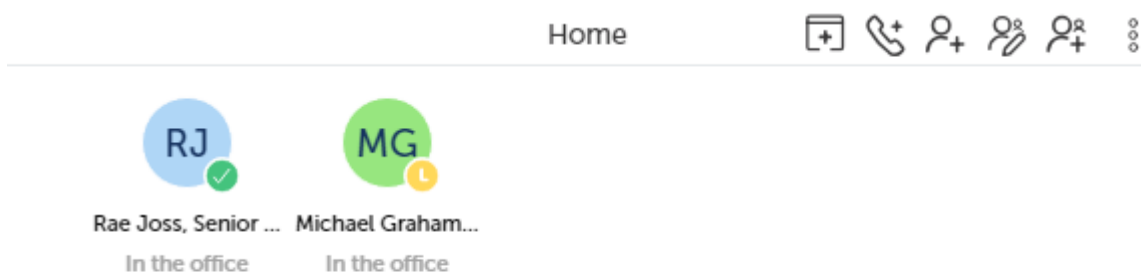 Home
RJ MG
Rae Joss, Senior ... Michael Graham...
In the office In the office